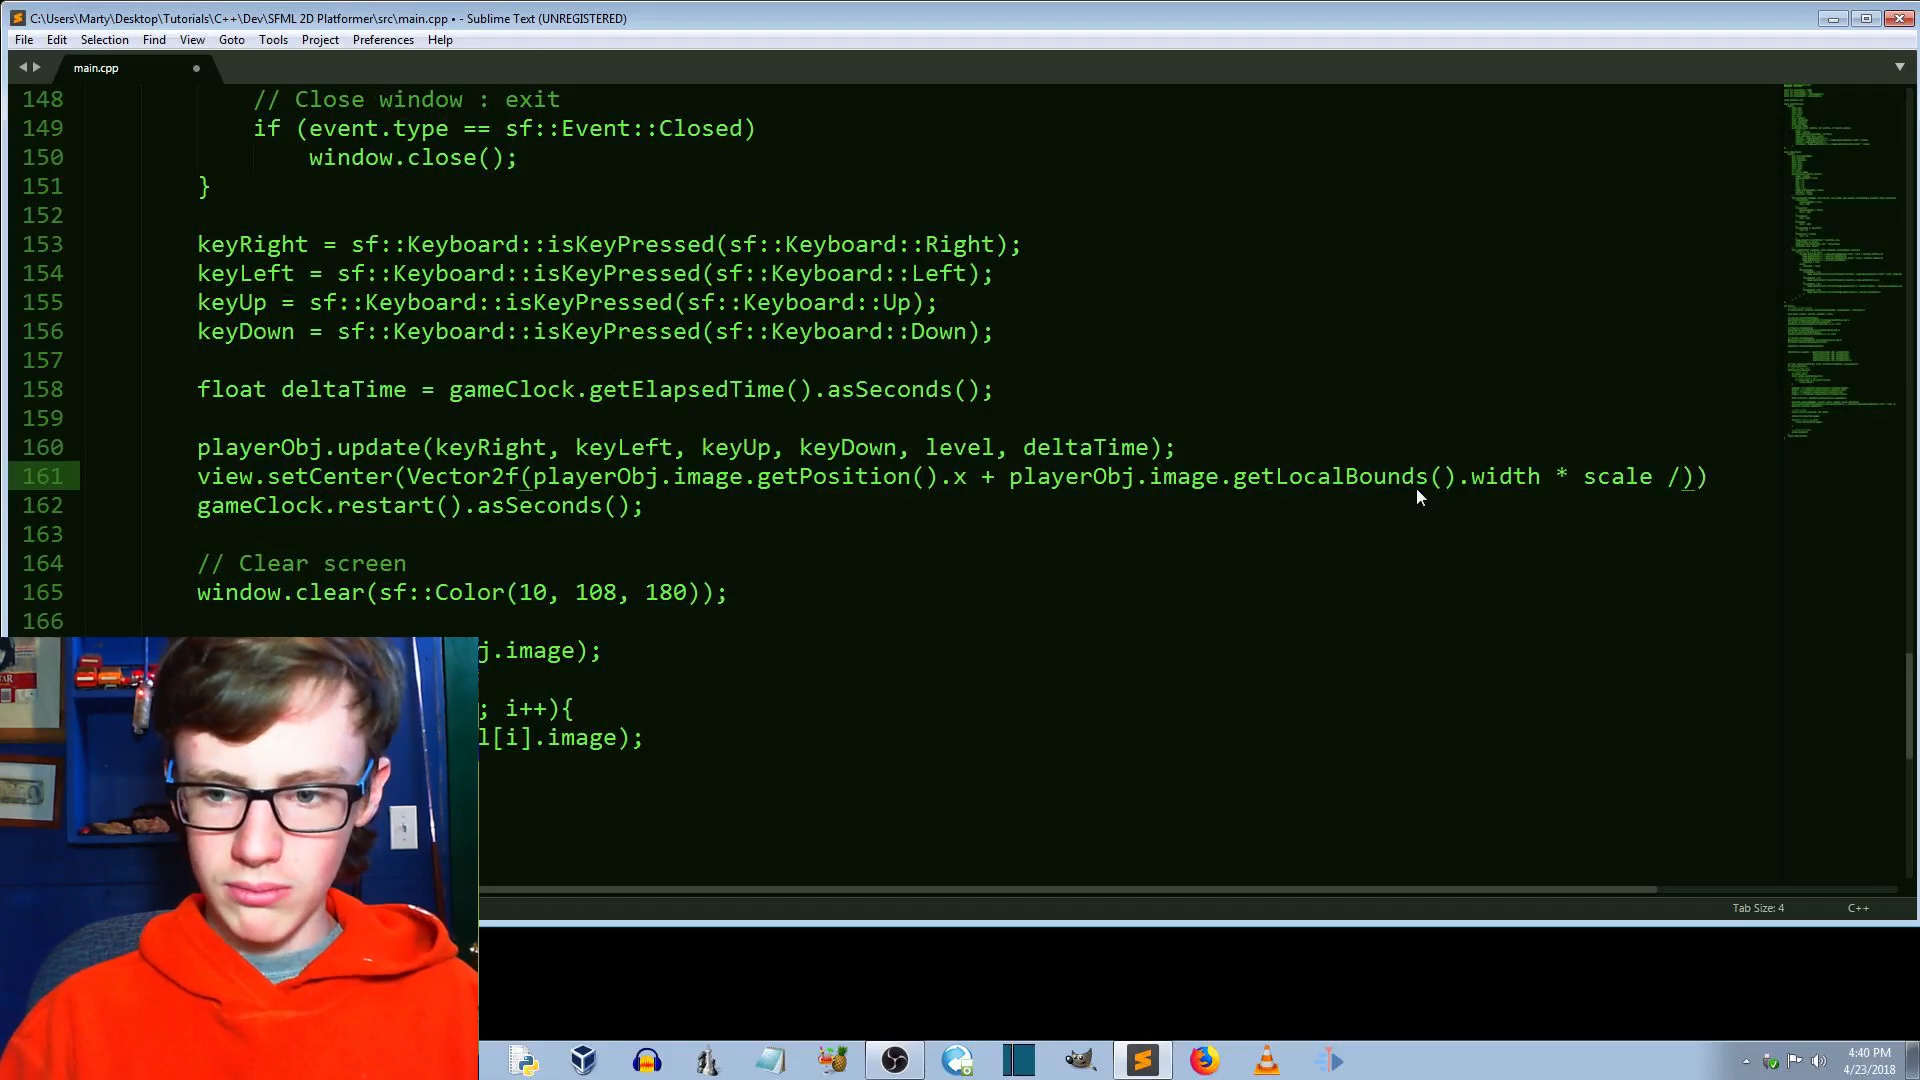 C:\Users\Marty\Desktop\Tutorials\C++\Dev\SFML 2D Platformer\src\main.cpp • - Sublime Text (UNREGISTERED)
File Edit Selection Find View Goto Tools Project Preferences Help
main.cpp
148 // Close window : exit
149 if (event.type == sf::Event::Closed)
150 window.close();
151 }
152
153 keyRight = sf::Keyboard::isKeyPressed(sf::Keyboard::Right);
154 keyLeft = sf::Keyboard::isKeyPressed(sf::Keyboard::Left);
155 keyUp = sf::Keyboard::isKeyPressed(sf::Keyboard::Up);
156 keyDown = sf::Keyboard::isKeyPressed(sf::Keyboard::Down);
157
158 float deltaTime = gameClock.getElapsedTime().asSeconds();
159
160 playerObj.update(keyRight, keyLeft, keyUp, keyDown, level, deltaTime);
161 view.setCenter(Vector2f(playerObj.image.getPosition().x + playerObj.image.getLocalBounds().width * scale /))
162 gameClock.restart().asSeconds();
163
164 // Clear screen
165 window.clear(sf::Color(10, 108, 180));
166
j.image);
; i++){
l[i].image);
Tab Size: 4 C++
4:40 PM
4/23/2018